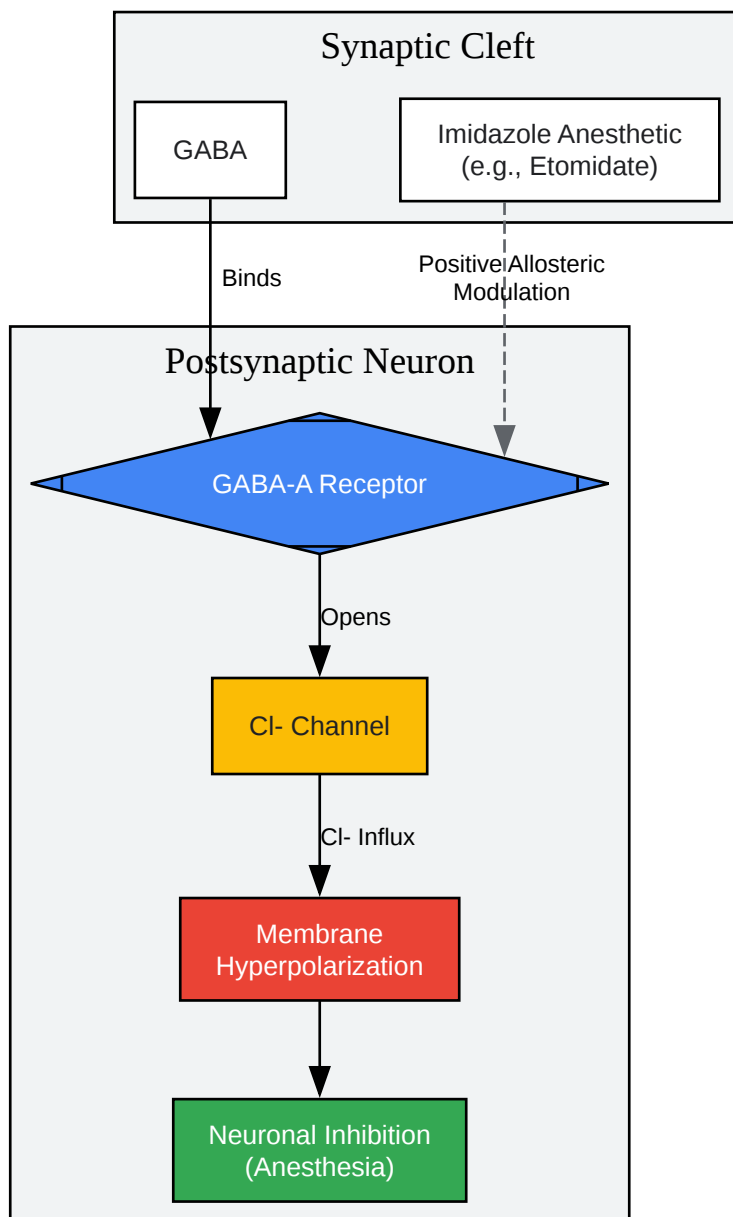 Synaptic Cleft
GABA
Imidazole Anesthetic
(e.g., Etomidate)
Binds
Positive Allosteric
Modulation
Postsynaptic Neuron
GABA-A Receptor
Opens
Cl- Channel
Cl- Influx
Membrane
Hyperpolarization
Neuronal Inhibition
(Anesthesia)